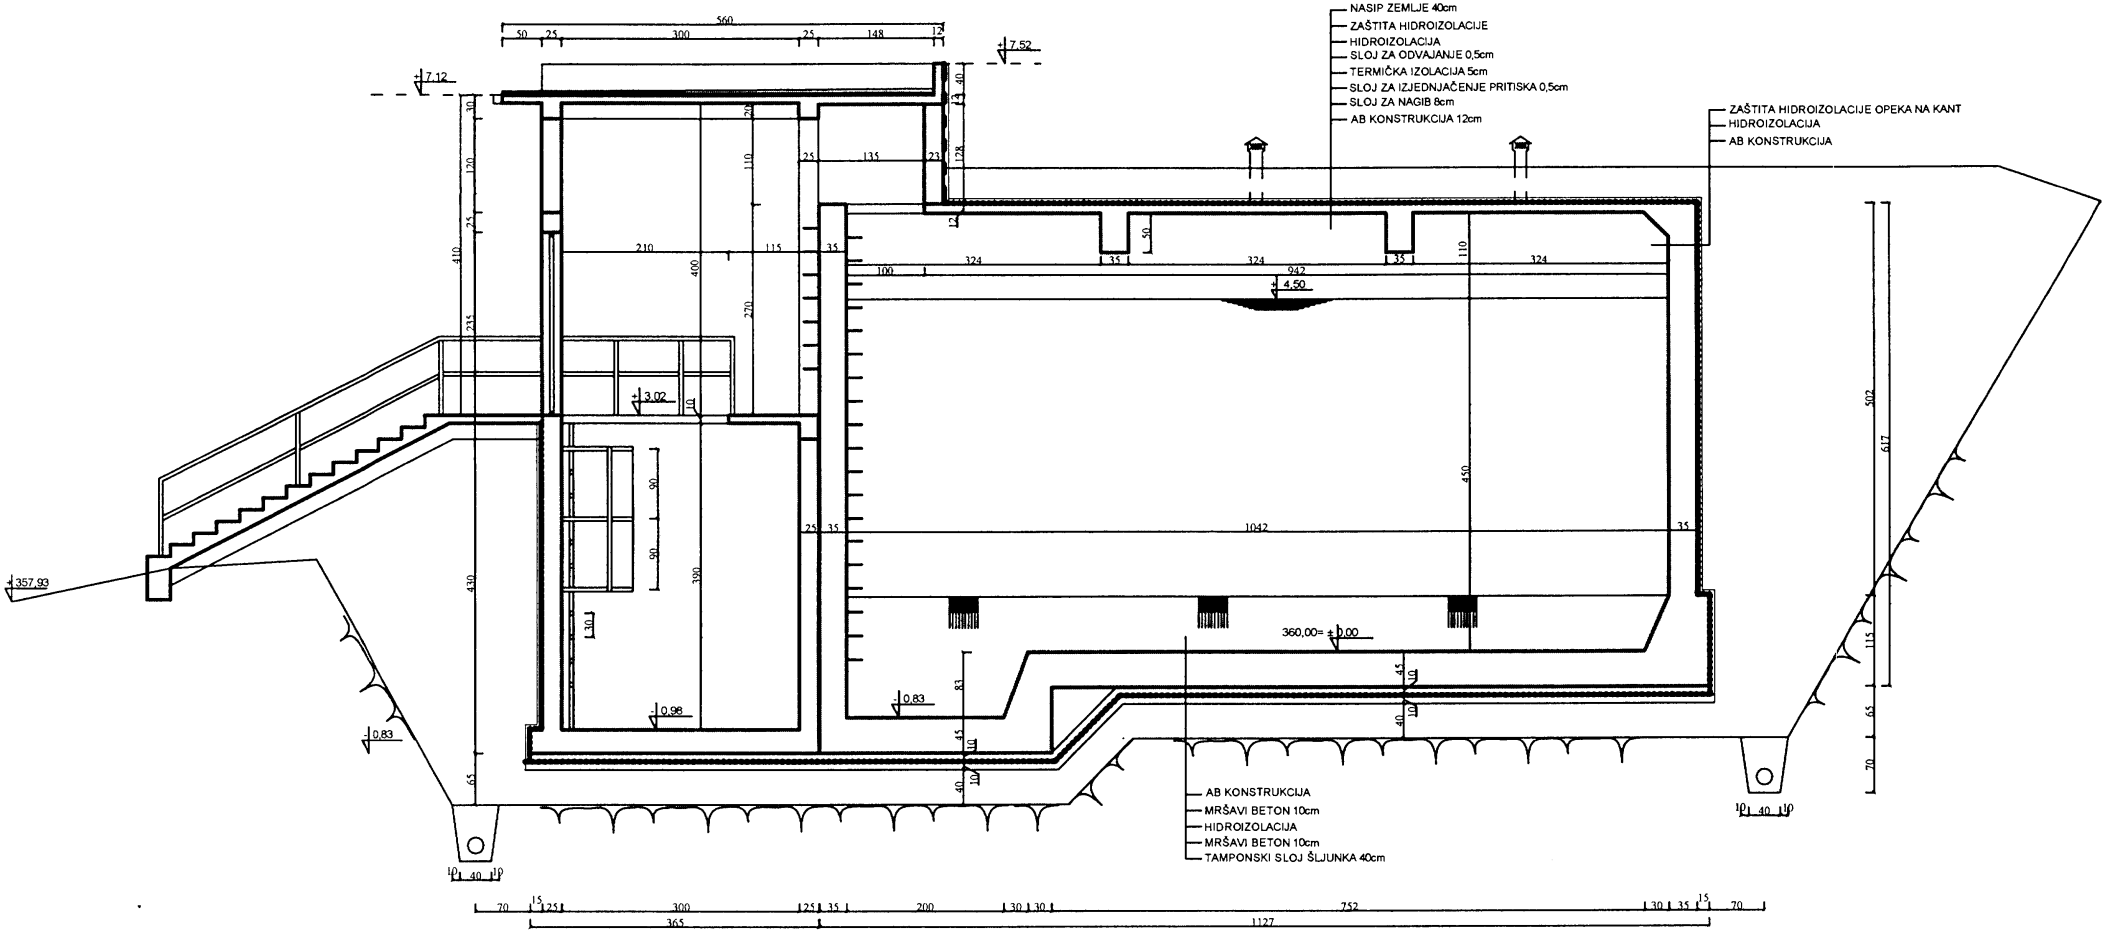 560
50 25 300 25 148 12
+ 7,52
+ 7,12
NASIP ZEMLJE 40cm
ZAŠTITA HIDROIZOLACIJE
HIDROIZOLACIJA
SLOJ ZA ODVAJANJE 0,5cm
TERMIČKA IZOLACIJA 5cm
SLOJ ZA IZJEDNJAČENJE PRITISKA 0,5cm
SLOJ ZA NAGIB 8cm
AB KONSTRUKCIJA 12cm
ZAŠTITA HIDROIZOLACIJE OPEKA NA KANT
HIDROIZOLACIJA
AB KONSTRUKCIJA
30
120
25
410
235
430
65
20
110
270
400
390
40
128
12
25 135 23
210 115 35
50
110
324 35 324 35 324
100 942
+ 4,50
+ 3,02
10
90
90
30
25 35 1042 35
450
502
617
115
65
70
+ 357,93
360,00= ± 0,00
- 0,83
- 0,98
- 0,83
83
45
10
40
10
45
10
40
10
AB KONSTRUKCIJA
MRŠAVI BETON 10cm
HIDROIZOLACIJA
MRŠAVI BETON 10cm
TAMPONSKI SLOJ ŠLJUNKA 40cm
10 40 10
10 40 10
70 15 25 300 25 35 200 30 30 752 30 35 15 70
365 1127